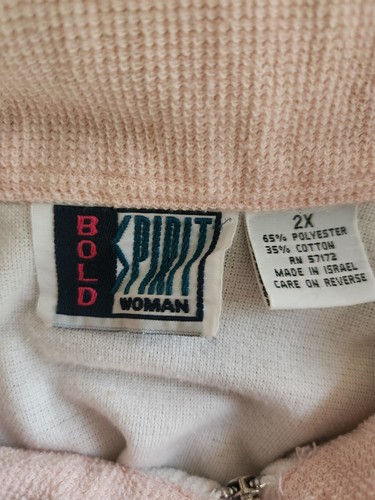 BOLD
SPIRIT
WOMAN
2X
65% POLYESTER
35% COTTON
RN 57172
MADE IN ISRAEL
CARE ON REVERSE